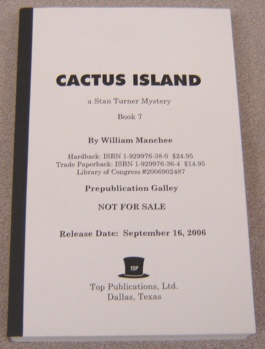 CACTUS ISLAND
a Stan Turner Mystery
Book 7
By William Manchee
Hardback: ISBN 1-929976-38-0 $24.95
Trade Paperback: ISBN 1-929976-36-4 $14.95
Library of Congress #2006902487
Prepublication Galley
NOT FOR SALE
Release Date: September 16, 2006
TOP
Top Publications, Ltd.
Dallas, Texas